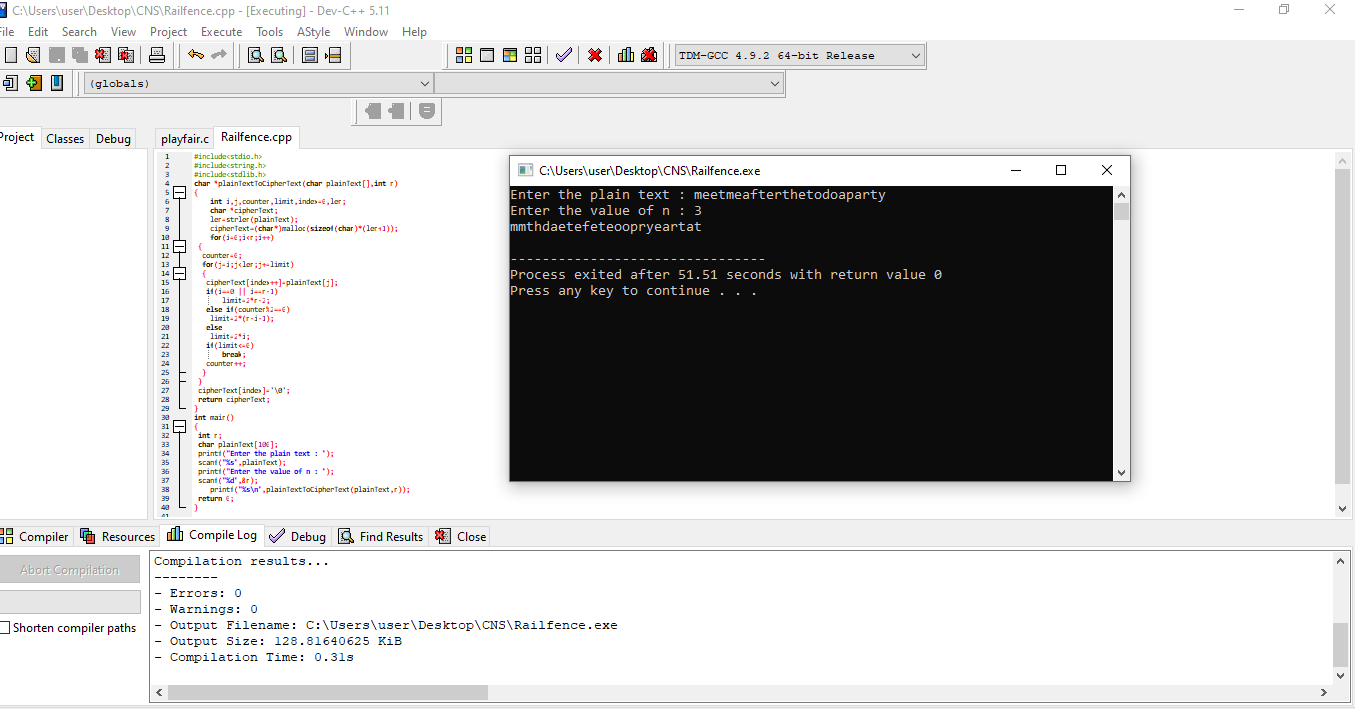 C:\Users\user\Desktop\CNS\Railfence.cpp - [Executing] - Dev-C++ 5.11
File Edit Search View Project Execute Tools AStyle Window Help
TDM-GCC 4.9.2 64-bit Release
(globals)
Project Classes Debug
playfair.c Railfence.cpp
1 #include<stdio.h>
2 #include<string.h>
3 #include<stdlib.h>
4 char *plainTextToCipherText(char plainText[],int r)
5 {
6 int i,j,counter,limit,index=0,len;
7 char *cipherText;
8 len=strlen(plainText);
9 cipherText=(char*)malloc(sizeof(char)*(len+1));
10 for(i=0;i<r;i++)
11 {
12 counter=0;
13 for(j=i;j<len;j+=limit)
14 {
15 cipherText[index++]=plainText[j];
16 if(i==0 || i==r-1)
17 limit=2*r-2;
18 else if(counter%2==0)
19 limit=2*(r-i-1);
20 else
21 limit=2*i;
22 if(limit<=0)
23 break;
24 counter++;
25 }
26 }
27 cipherText[index]='\0';
28 return cipherText;
29 }
30 int main()
31 {
32 int r;
33 char plainText[100];
34 printf("Enter the plain text : ");
35 scanf("%s",plainText);
36 printf("Enter the value of n : ");
37 scanf("%d",&r);
38 printf("%s\n",plainTextToCipherText(plainText,r));
39 return 0;
40 }
41
C:\Users\user\Desktop\CNS\Railfence.exe
Enter the plain text : meetmeafterthetodoaparty
Enter the value of n : 3
mmthdaetefeteoopryeartat
--------------------------------
Process exited after 51.51 seconds with return value 0
Press any key to continue . . .
Compiler Resources Compile Log Debug Find Results Close
Abort Compilation
Shorten compiler paths
Compilation results...
--------
- Errors: 0
- Warnings: 0
- Output Filename: C:\Users\user\Desktop\CNS\Railfence.exe
- Output Size: 128.81640625 KiB
- Compilation Time: 0.31s